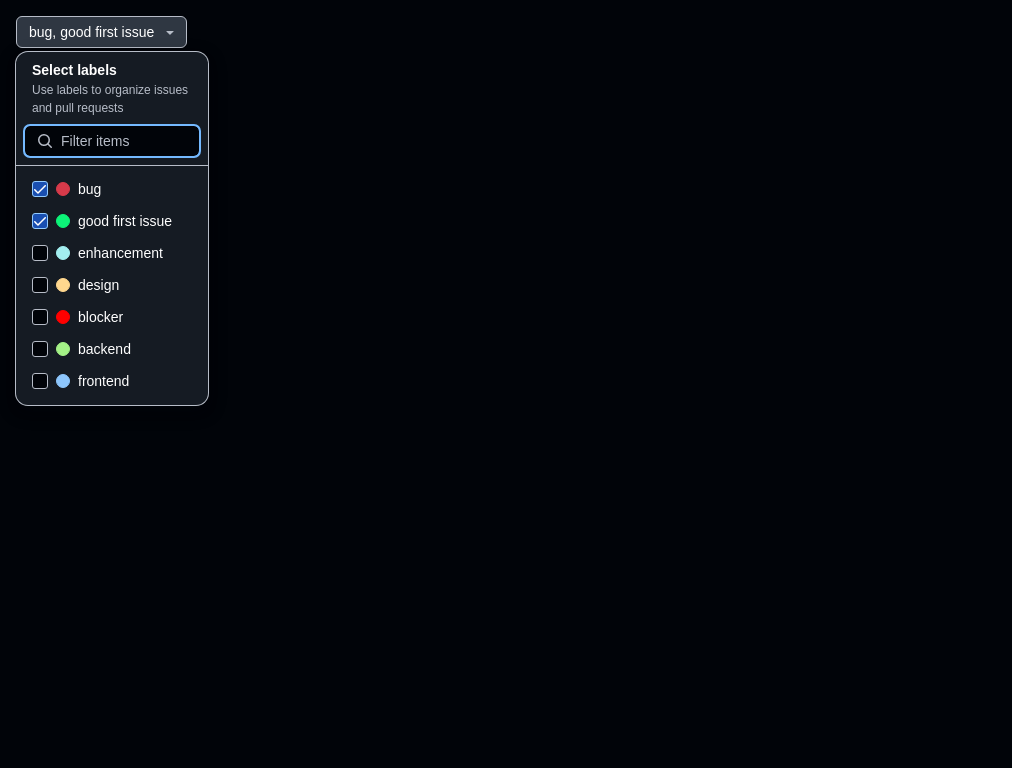 bug, good first issue
Select labels
Use labels to organize issues
and pull requests
Filter items
bug
good first issue
enhancement
design
blocker
backend
frontend